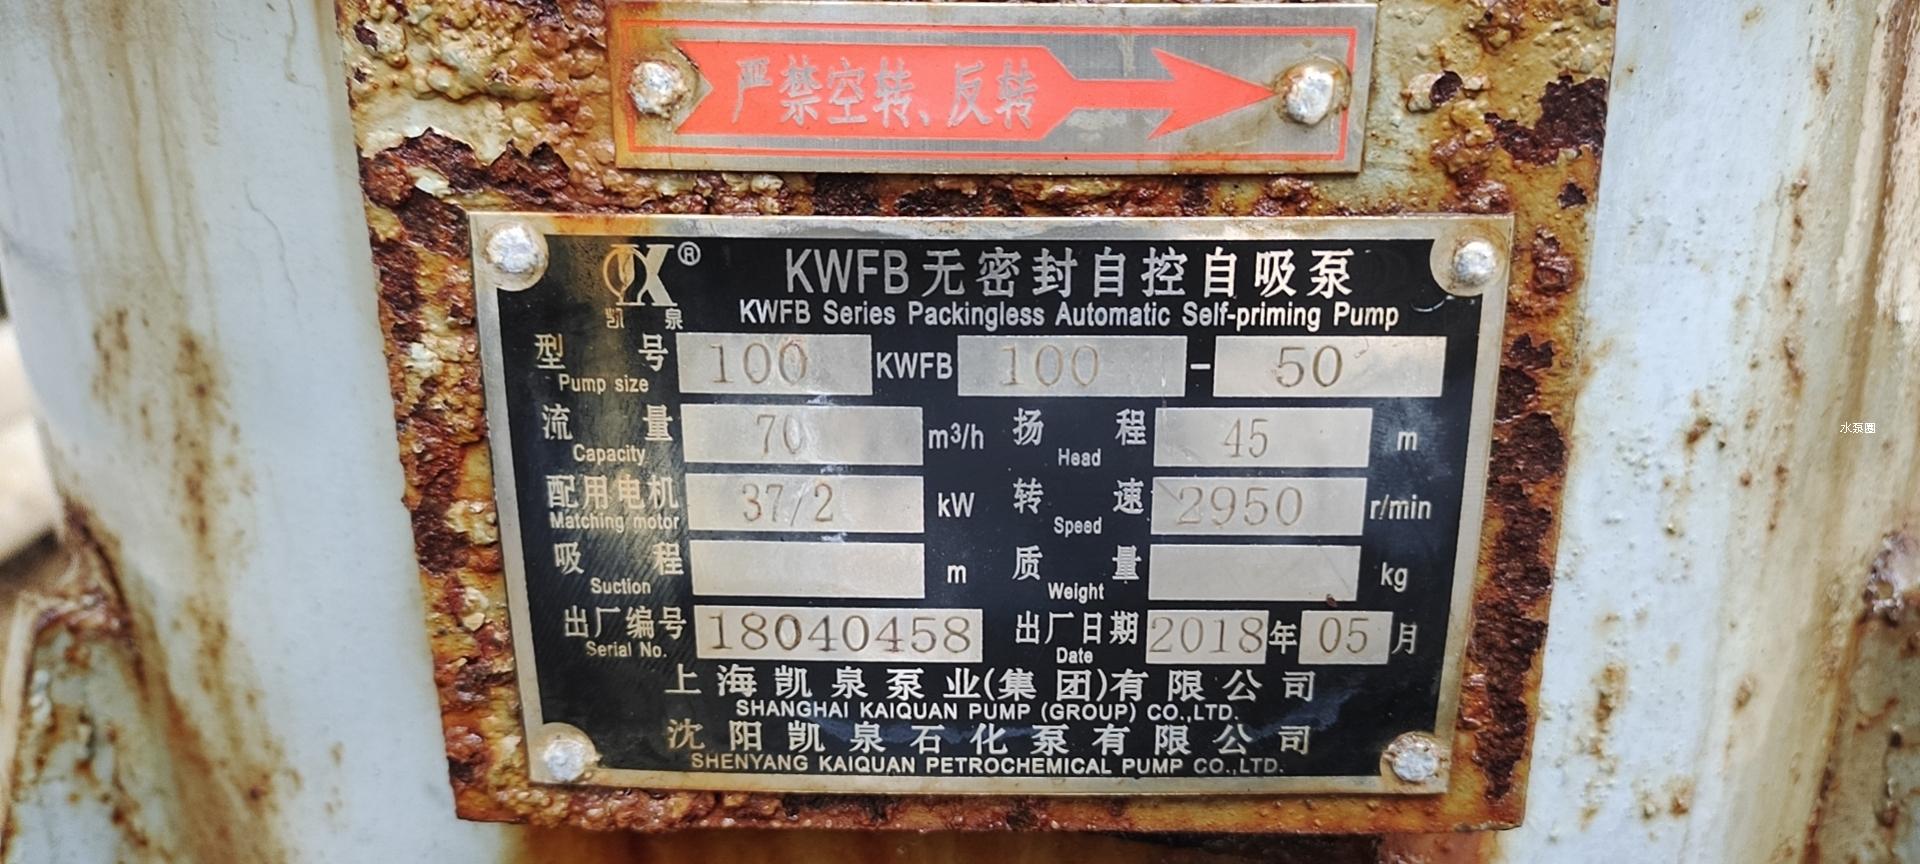 严禁空转、反转
K®
凯泉
KWFB无密封自控自吸泵
KWFB Series Packingless Automatic Self-priming Pump
型号 100 KWFB 100 - 50
Pump size
流量 70 m³/h 扬程 45 m
Capacity Head
配用电机 37/2 kW 转速 2950 r/min
Matching motor Speed
吸程 m 质量 kg
Suction Weight
出厂编号 18040458 出厂日期 2018年05月
Serial No. Date
上海凯泉泵业(集团)有限公司
SHANGHAI KAIQUAN PUMP (GROUP) CO.,LTD.
沈阳凯泉石化泵有限公司
SHENYANG KAIQUAN PETROCHEMICAL PUMP CO.,LTD.
水泵圈